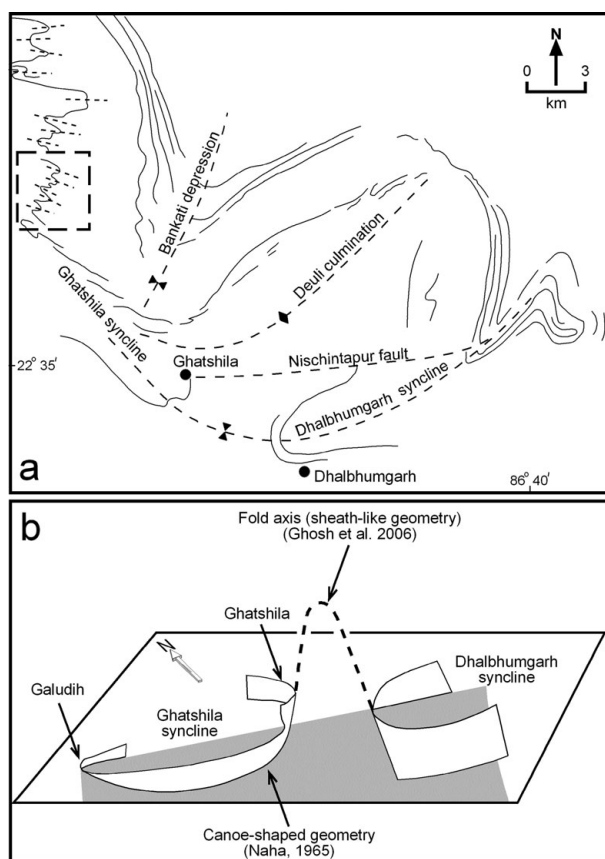 N
0 3
km
Bankati depression
Deuli culmination
Ghatshila syncline
Ghatshila
Nischintapur fault
22° 35'
Dhalbhumgarh syncline
Dhalbhumgarh
86° 40'
a
b
Fold axis (sheath-like geometry)
(Ghosh et al. 2006)
Ghatshila
N
Dhalbhumgarh
syncline
Galudih
Ghatshila
syncline
Canoe-shaped geometry
(Naha, 1965)